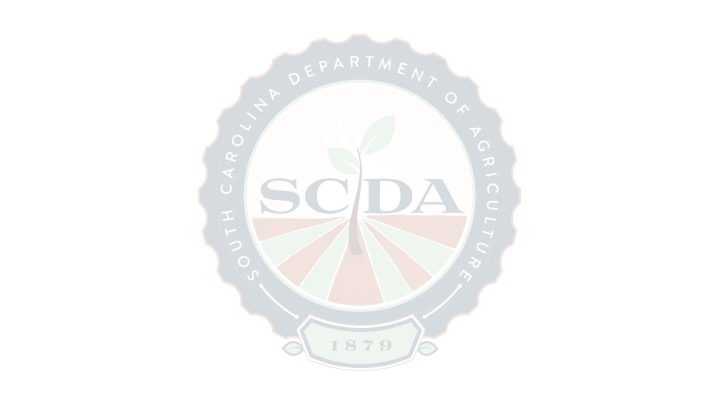 SOUTH CAROLINA DEPARTMENT OF AGRICULTURE
SCDA
1879